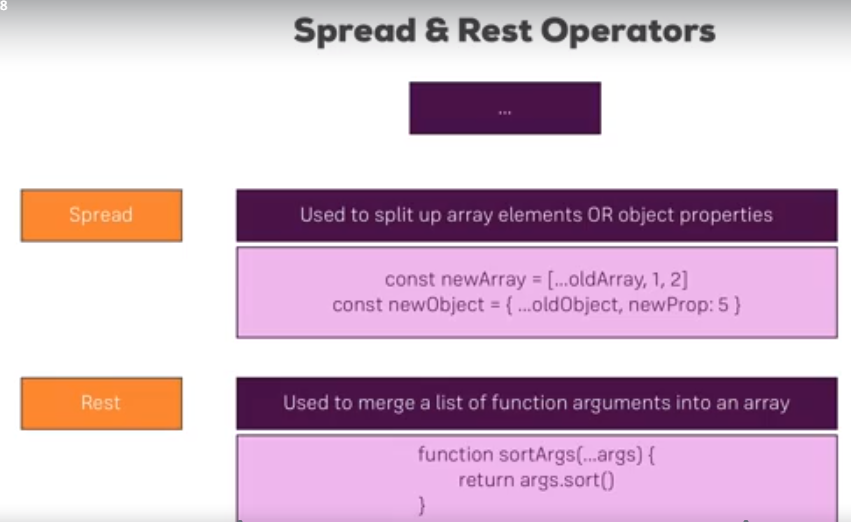 8
Spread & Rest Operators
...
Spread
Used to split up array elements OR object properties
const newArray = [...oldArray, 1, 2]
const newObject = { ...oldObject, newProp: 5 }
Rest
Used to merge a list of function arguments into an array
function sortArgs(...args) {
return args.sort()
}